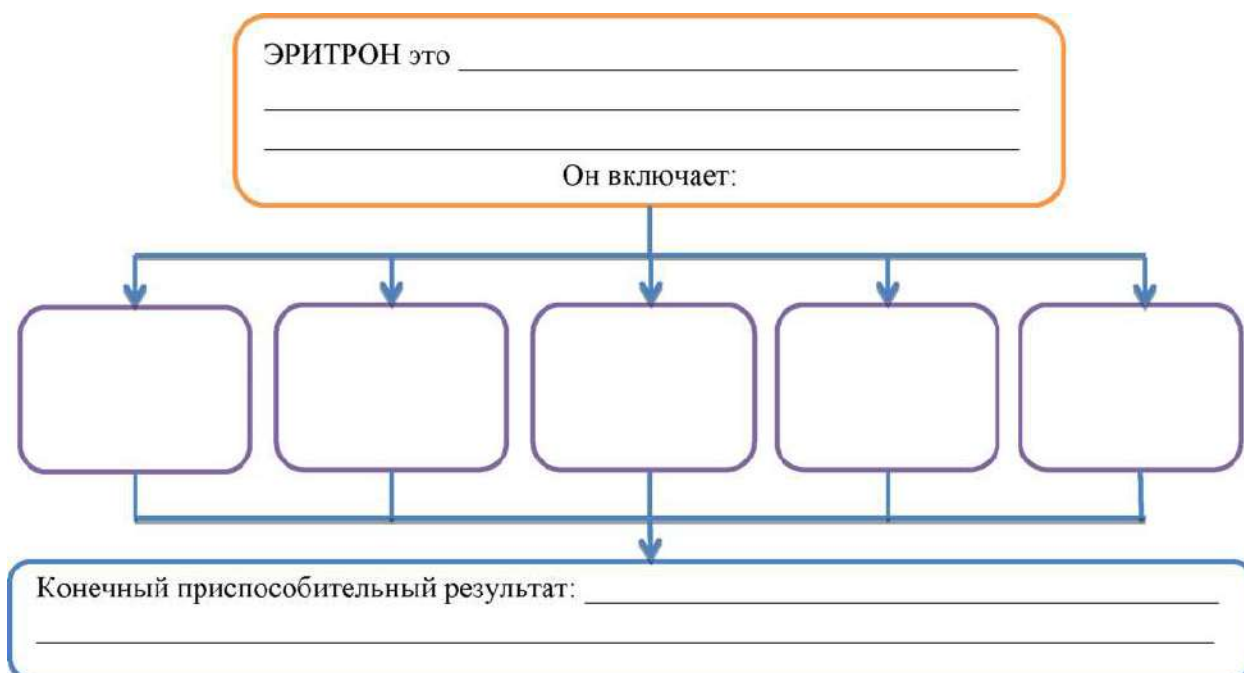 ЭРИТРОН это
Он включает:
Конечный приспособительный результат: